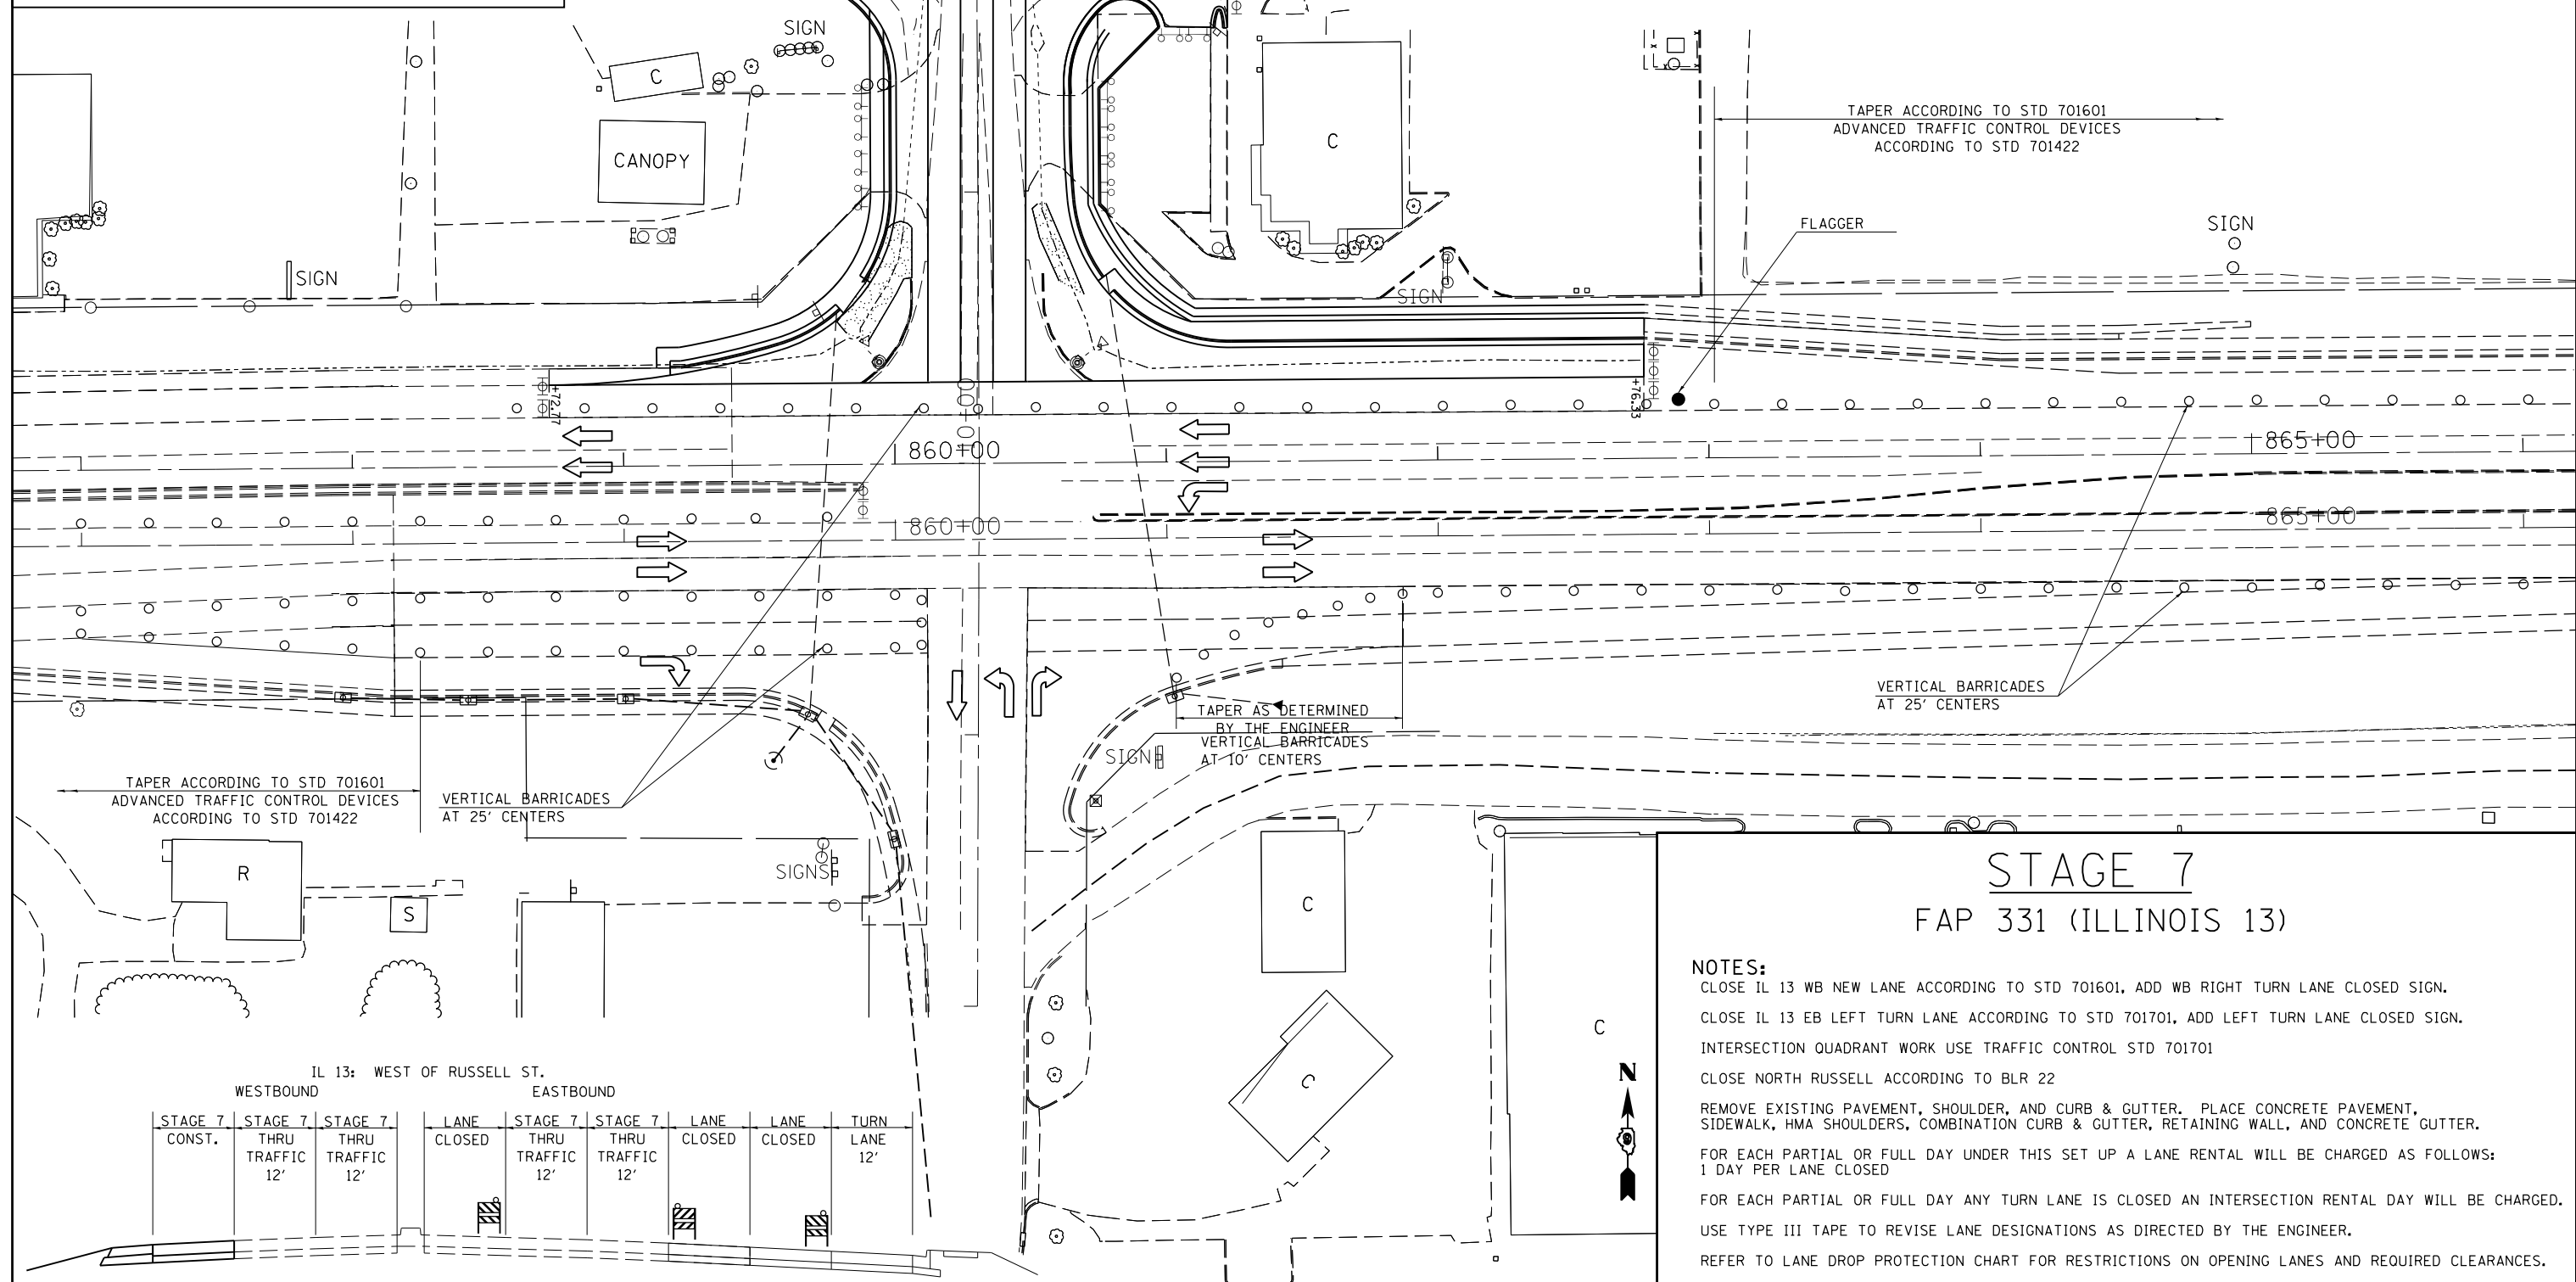 SIGN
C
CANOPY
SIGN
C
TAPER ACCORDING TO STD 701601
ADVANCED TRAFFIC CONTROL DEVICES
ACCORDING TO STD 701422
FLAGGER
SIGN
SIGN
+72.77
+76.33
860+00
865+00
860+00
865+00
VERTICAL BARRICADES
AT 25' CENTERS
TAPER AS DETERMINED
BY THE ENGINEER
VERTICAL BARRICADES
AT 10' CENTERS
SIGN
TAPER ACCORDING TO STD 701601
ADVANCED TRAFFIC CONTROL DEVICES
ACCORDING TO STD 701422
VERTICAL BARRICADES
AT 25' CENTERS
SIGNS
R
S
C
C
C
IL 13: WEST OF RUSSELL ST.
WESTBOUND
EASTBOUND
STAGE 7
CONST.
STAGE 7
THRU
TRAFFIC
12'
STAGE 7
THRU
TRAFFIC
12'
LANE
CLOSED
STAGE 7
THRU
TRAFFIC
12'
STAGE 7
THRU
TRAFFIC
12'
LANE
CLOSED
LANE
CLOSED
TURN
LANE
12'
N
STAGE 7
FAP 331 (ILLINOIS 13)
NOTES:
CLOSE IL 13 WB NEW LANE ACCORDING TO STD 701601, ADD WB RIGHT TURN LANE CLOSED SIGN.
CLOSE IL 13 EB LEFT TURN LANE ACCORDING TO STD 701701, ADD LEFT TURN LANE CLOSED SIGN.
INTERSECTION QUADRANT WORK USE TRAFFIC CONTROL STD 701701
CLOSE NORTH RUSSELL ACCORDING TO BLR 22
REMOVE EXISTING PAVEMENT, SHOULDER, AND CURB & GUTTER. PLACE CONCRETE PAVEMENT,
SIDEWALK, HMA SHOULDERS, COMBINATION CURB & GUTTER, RETAINING WALL, AND CONCRETE GUTTER.
FOR EACH PARTIAL OR FULL DAY UNDER THIS SET UP A LANE RENTAL WILL BE CHARGED AS FOLLOWS:
1 DAY PER LANE CLOSED
FOR EACH PARTIAL OR FULL DAY ANY TURN LANE IS CLOSED AN INTERSECTION RENTAL DAY WILL BE CHARGED.
USE TYPE III TAPE TO REVISE LANE DESIGNATIONS AS DIRECTED BY THE ENGINEER.
REFER TO LANE DROP PROTECTION CHART FOR RESTRICTIONS ON OPENING LANES AND REQUIRED CLEARANCES.